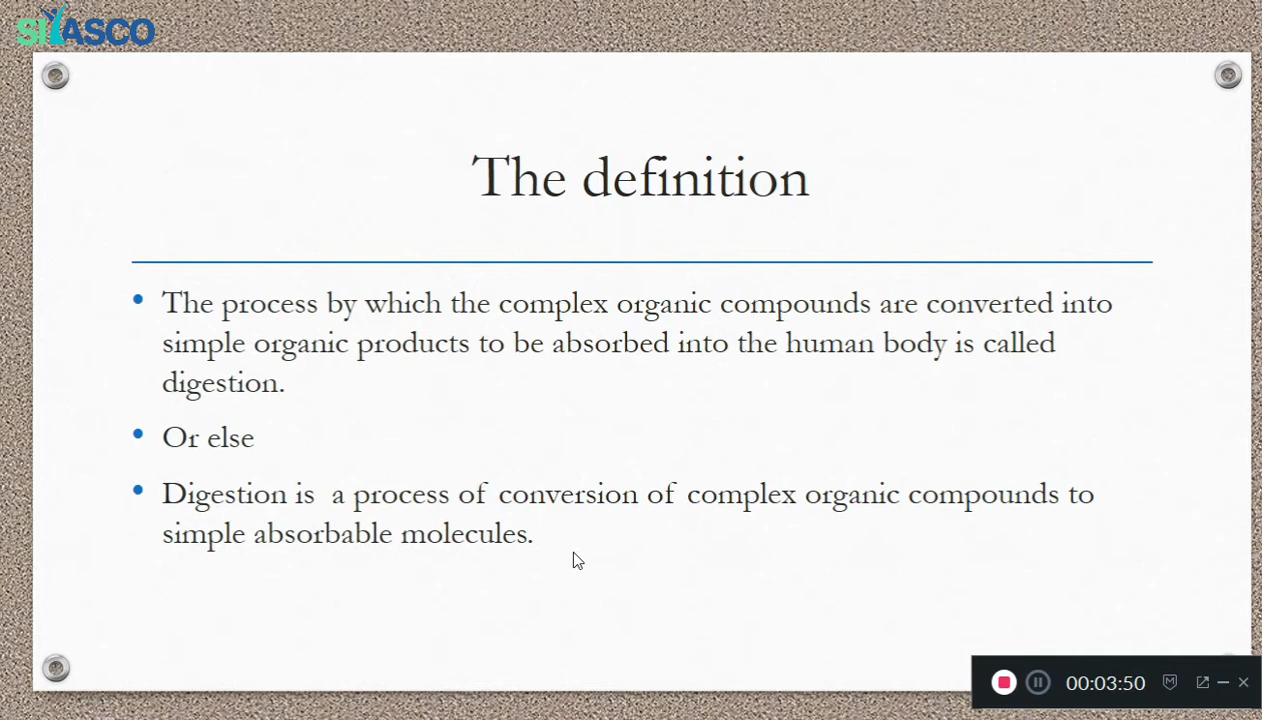 SIYASCO
The definition
• The process by which the complex organic compounds are converted into
simple organic products to be absorbed into the human body is called
digestion.
• Or else
• Digestion is a process of conversion of complex organic compounds to
simple absorbable molecules.
00:03:50